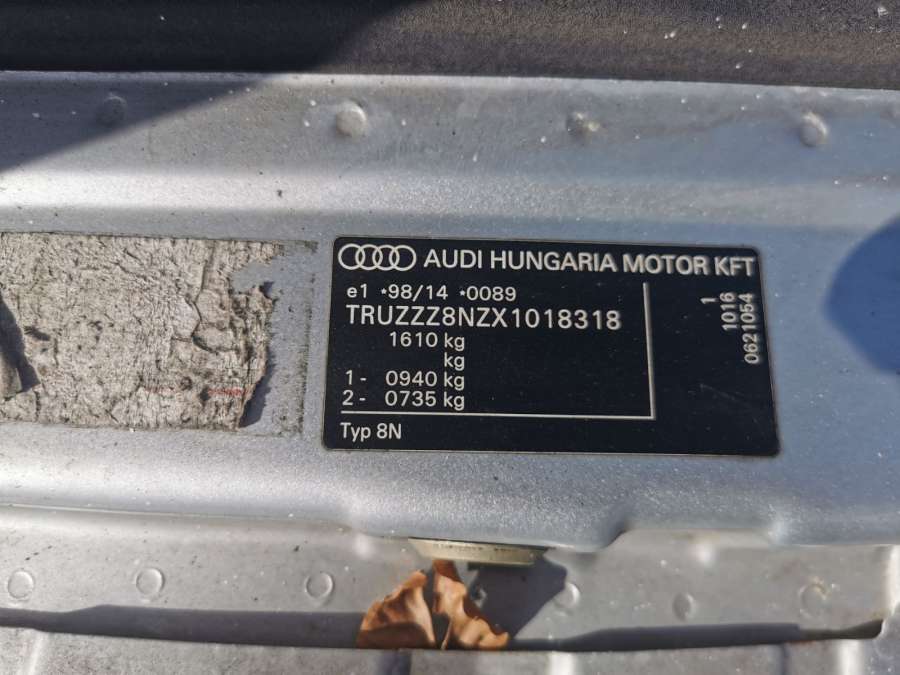 AUDI HUNGARIA MOTOR KFT
e1 *98/14 *0089
TRUZZZ8NZX1018318
1610 kg
kg
1 - 0940 kg
2 - 0735 kg
Typ 8N
1
1016
0621054